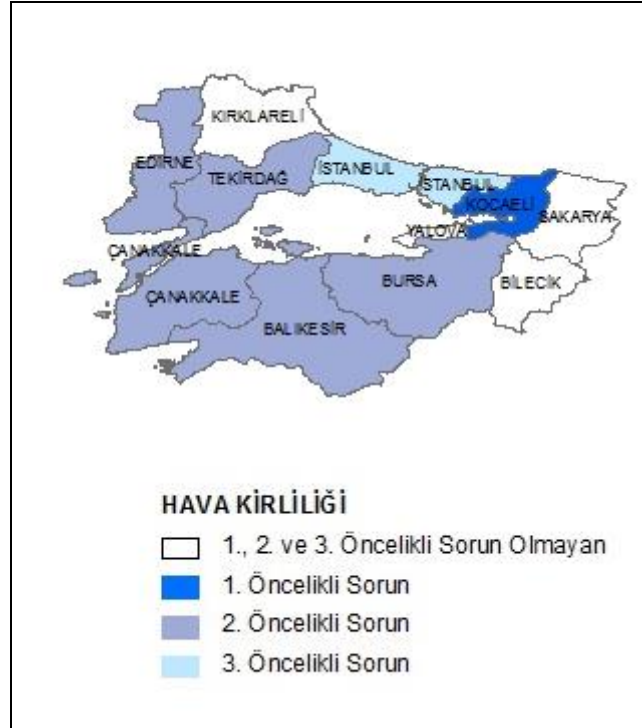 KIRKLARELİ
EDİRNE
TEKİRDAĞ
İSTANBUL
İSTANBUL
KOCAELİ
SAKARYA
YALOVA
ÇANAKKALE
ÇANAKKALE
BURSA
BİLECİK
BALIKESİR
HAVA KİRLİLİĞİ
1., 2. ve 3. Öncelikli Sorun Olmayan
1. Öncelikli Sorun
2. Öncelikli Sorun
3. Öncelikli Sorun